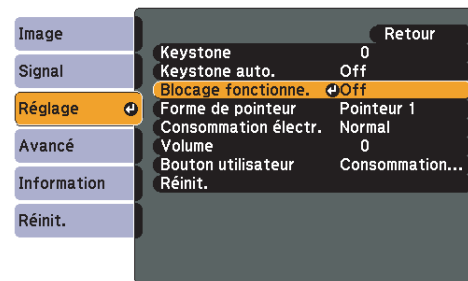 Image
Signal
Réglage
Avancé
Information
Réinit.
Retour
Keystone 0
Keystone auto. Off
Blocage fonctionne. Off
Forme de pointeur Pointeur 1
Consommation électr. Normal
Volume 0
Bouton utilisateur Consommation...
Réinit.